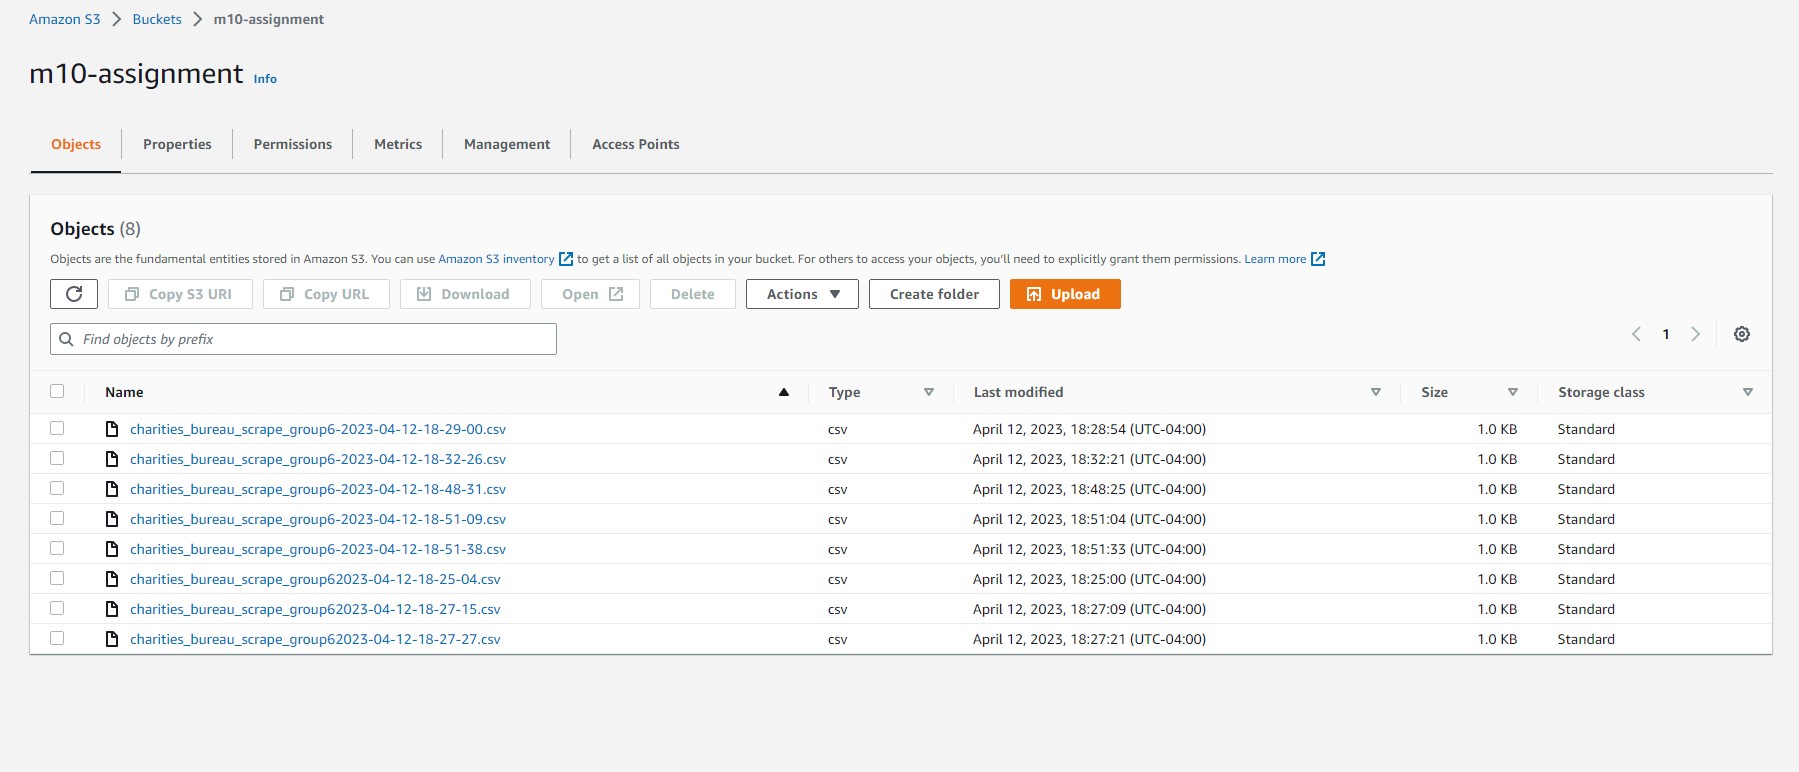 Amazon S3 > Buckets > m10-assignment
m10-assignment Info
Objects Properties Permissions Metrics Management Access Points
Objects (8)
Objects are the fundamental entities stored in Amazon S3. You can use Amazon S3 inventory to get a list of all objects in your bucket. For others to access your objects, you'll need to explicitly grant them permissions. Learn more
Copy S3 URI Copy URL Download Open Delete Actions Create folder Upload
Find objects by prefix 1
Name Type Last modified Size Storage class
charities_bureau_scrape_group6-2023-04-12-18-29-00.csv csv April 12, 2023, 18:28:54 (UTC-04:00) 1.0 KB Standard
charities_bureau_scrape_group6-2023-04-12-18-32-26.csv csv April 12, 2023, 18:32:21 (UTC-04:00) 1.0 KB Standard
charities_bureau_scrape_group6-2023-04-12-18-48-31.csv csv April 12, 2023, 18:48:25 (UTC-04:00) 1.0 KB Standard
charities_bureau_scrape_group6-2023-04-12-18-51-09.csv csv April 12, 2023, 18:51:04 (UTC-04:00) 1.0 KB Standard
charities_bureau_scrape_group6-2023-04-12-18-51-38.csv csv April 12, 2023, 18:51:33 (UTC-04:00) 1.0 KB Standard
charities_bureau_scrape_group62023-04-12-18-25-04.csv csv April 12, 2023, 18:25:00 (UTC-04:00) 1.0 KB Standard
charities_bureau_scrape_group62023-04-12-18-27-15.csv csv April 12, 2023, 18:27:09 (UTC-04:00) 1.0 KB Standard
charities_bureau_scrape_group62023-04-12-18-27-27.csv csv April 12, 2023, 18:27:21 (UTC-04:00) 1.0 KB Standard